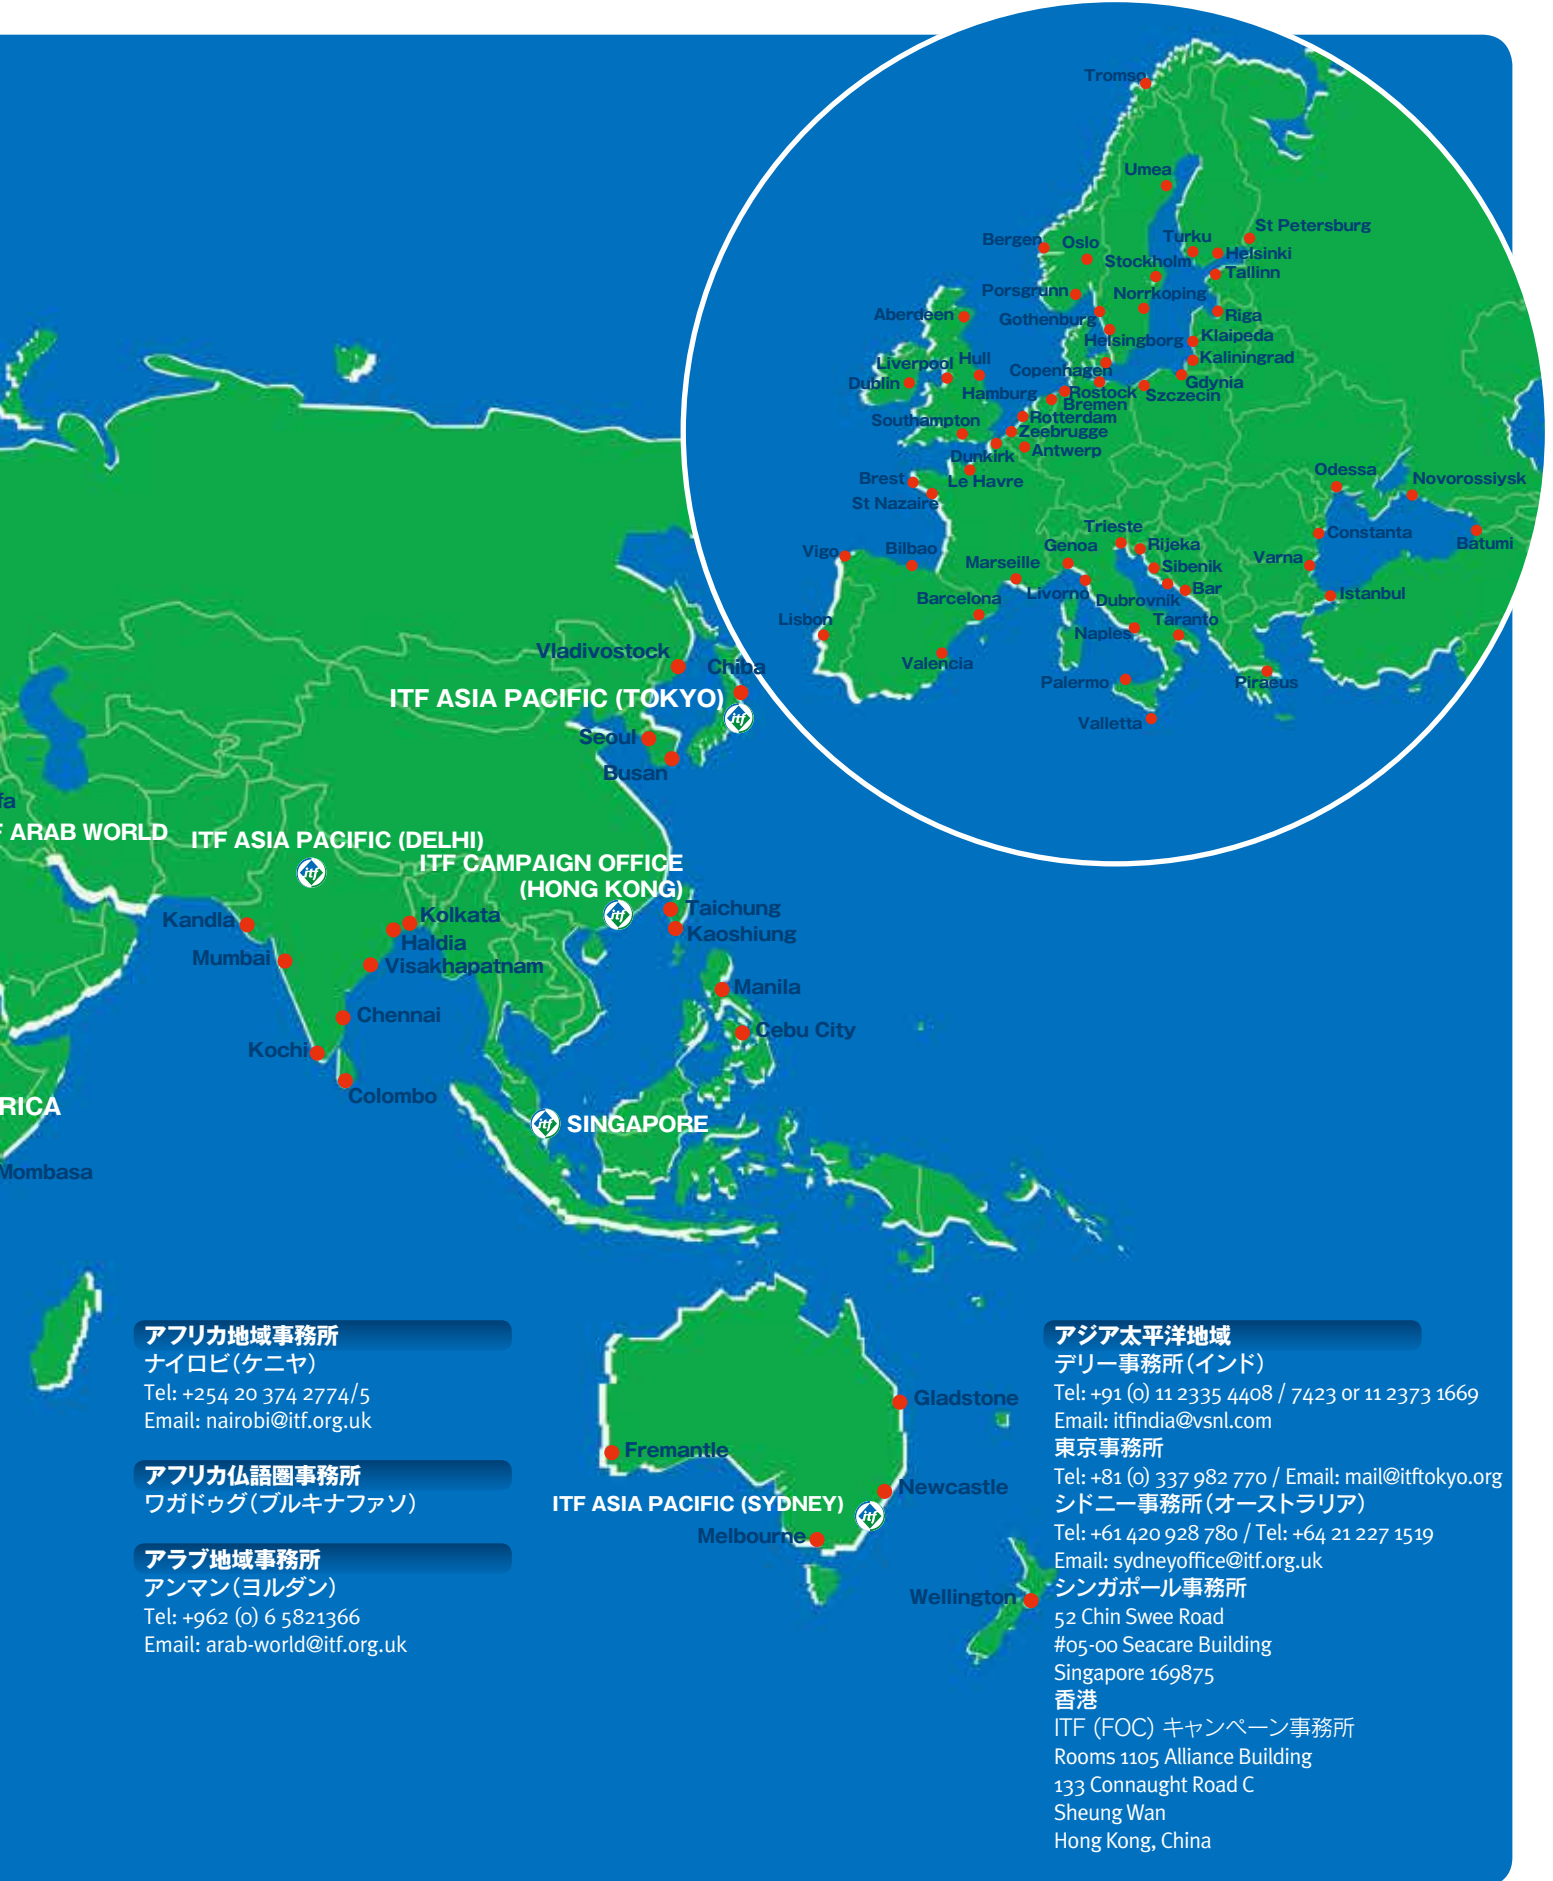 Tromso
Umea
St Petersburg
Bergen
Oslo
Turku
Helsinki
Stockholm
Tallinn
Porsgrunn
Norrkoping
Aberdeen
Gothenburg
Riga
Helsingborg
Klaipeda
Liverpool
Hull
Copenhagen
Kaliningrad
Dublin
Hamburg
Rostock
Gdynia
Bremen
Szczecin
Southampton
Rotterdam
Zeebrugge
Dunkirk
Antwerp
Brest
Le Havre
St Nazaire
Odessa
Novorossiysk
Trieste
Constanta
Vigo
Bilbao
Genoa
Rijeka
Batumi
Marseille
Sibenik
Varna
Barcelona
Livorno
Dubrovnik
Bar
Istanbul
Lisbon
Naples
Taranto
Valencia
Palermo
Piraeus
Valletta
Vladivostock
Chiba
ITF ASIA PACIFIC (TOKYO)
itf
Seoul
Busan
fa
F ARAB WORLD
ITF ASIA PACIFIC (DELHI)
itf
ITF CAMPAIGN OFFICE
(HONG KONG)
itf
Taichung
Kaoshiung
Kandla
Kolkata
Haldia
Mumbai
Visakhapatnam
Manila
Chennai
Cebu City
Kochi
Colombo
RICA
itf
SINGAPORE
Mombasa
Gladstone
Fremantle
Newcastle
ITF ASIA PACIFIC (SYDNEY)
itf
Melbourne
Wellington
アフリカ地域事務所
ナイロビ(ケニヤ)
Tel: +254 20 374 2774/5
Email: nairobi@itf.org.uk
アフリカ仏語圏事務所
ワガドゥグ(ブルキナファソ)
アラブ地域事務所
アンマン(ヨルダン)
Tel: +962 (0) 6 5821366
Email: arab-world@itf.org.uk
アジア太平洋地域
デリー事務所(インド)
Tel: +91 (0) 11 2335 4408 / 7423 or 11 2373 1669
Email: itfindia@vsnl.com
東京事務所
Tel: +81 (0) 337 982 770 / Email: mail@itftokyo.org
シドニー事務所(オーストラリア)
Tel: +61 420 928 780 / Tel: +64 21 227 1519
Email: sydneyoffice@itf.org.uk
シンガポール事務所
52 Chin Swee Road
#05-00 Seacare Building
Singapore 169875
香港
ITF (FOC) キャンペーン事務所
Rooms 1105 Alliance Building
133 Connaught Road C
Sheung Wan
Hong Kong, China